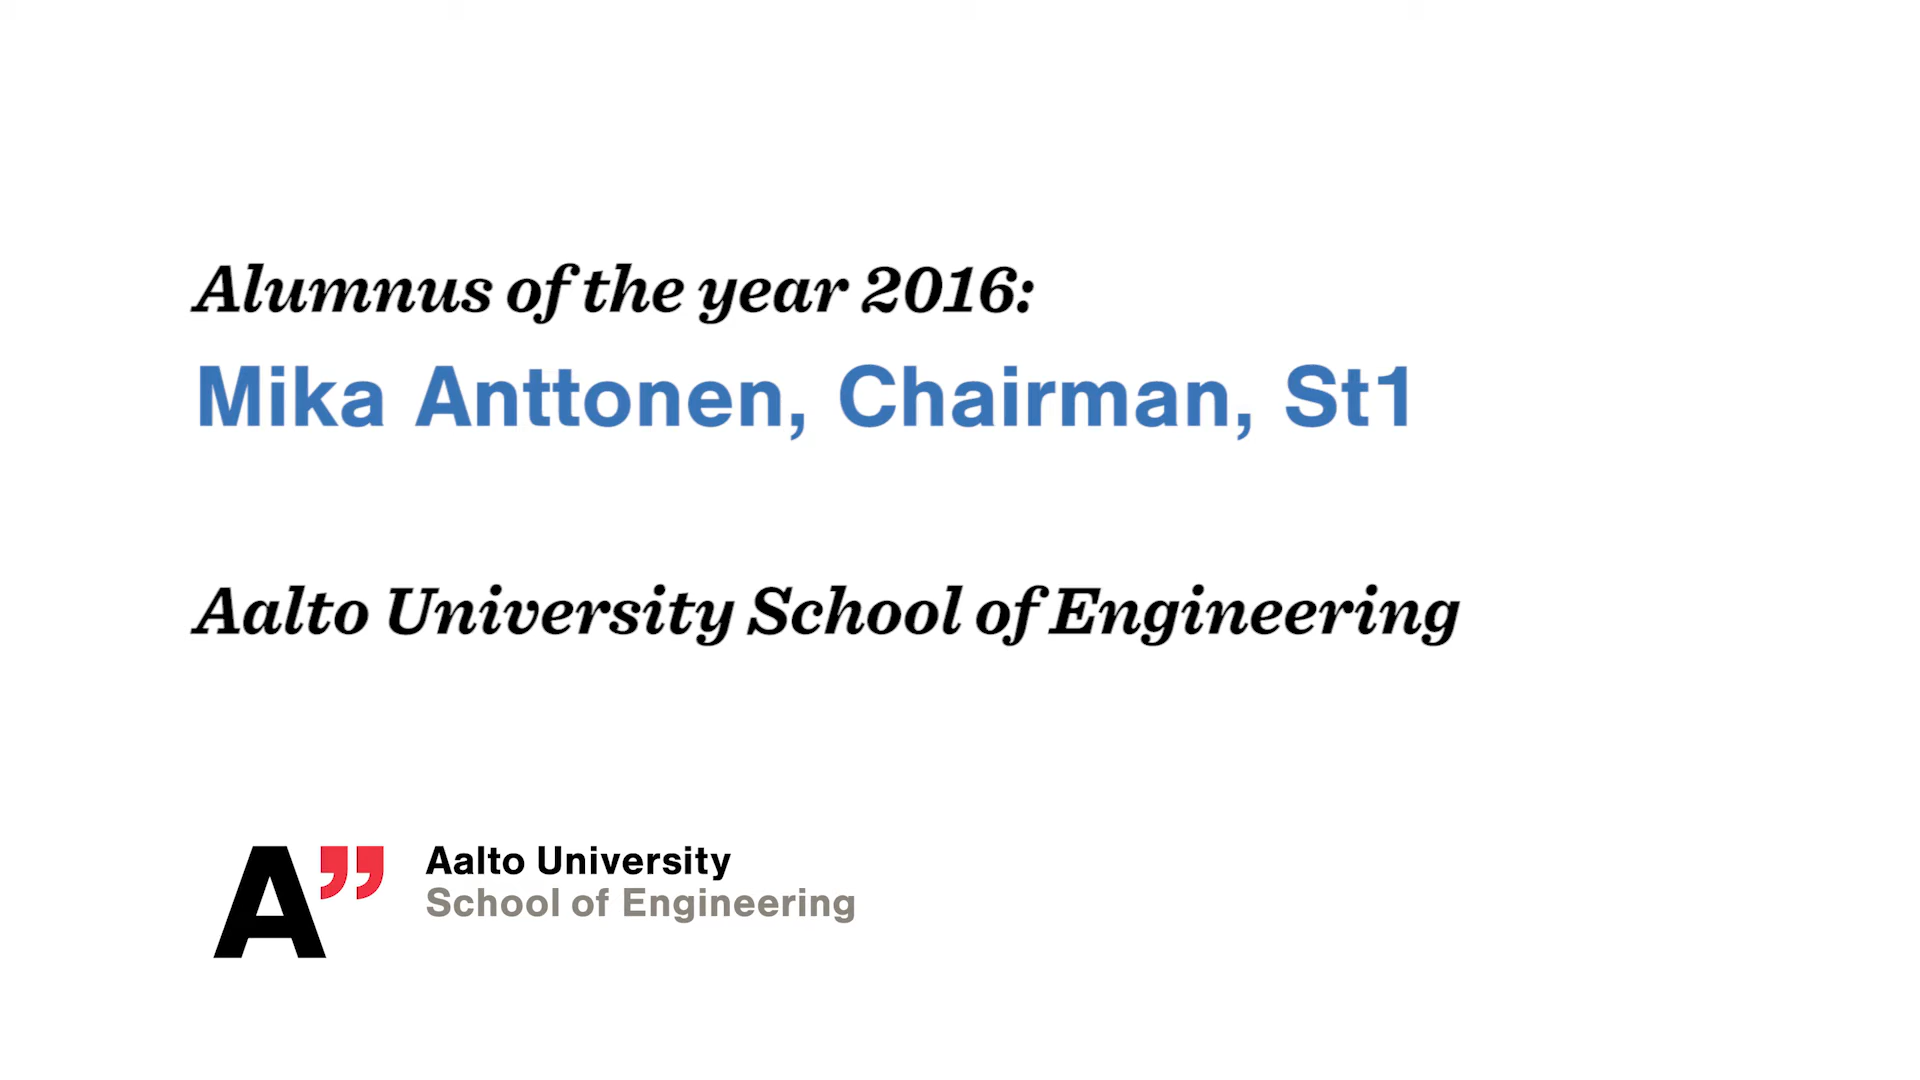 Alumnus of the year 2016:
Mika Anttonen, Chairman, St1
Aalto University School of Engineering
A”
Aalto University
School of Engineering